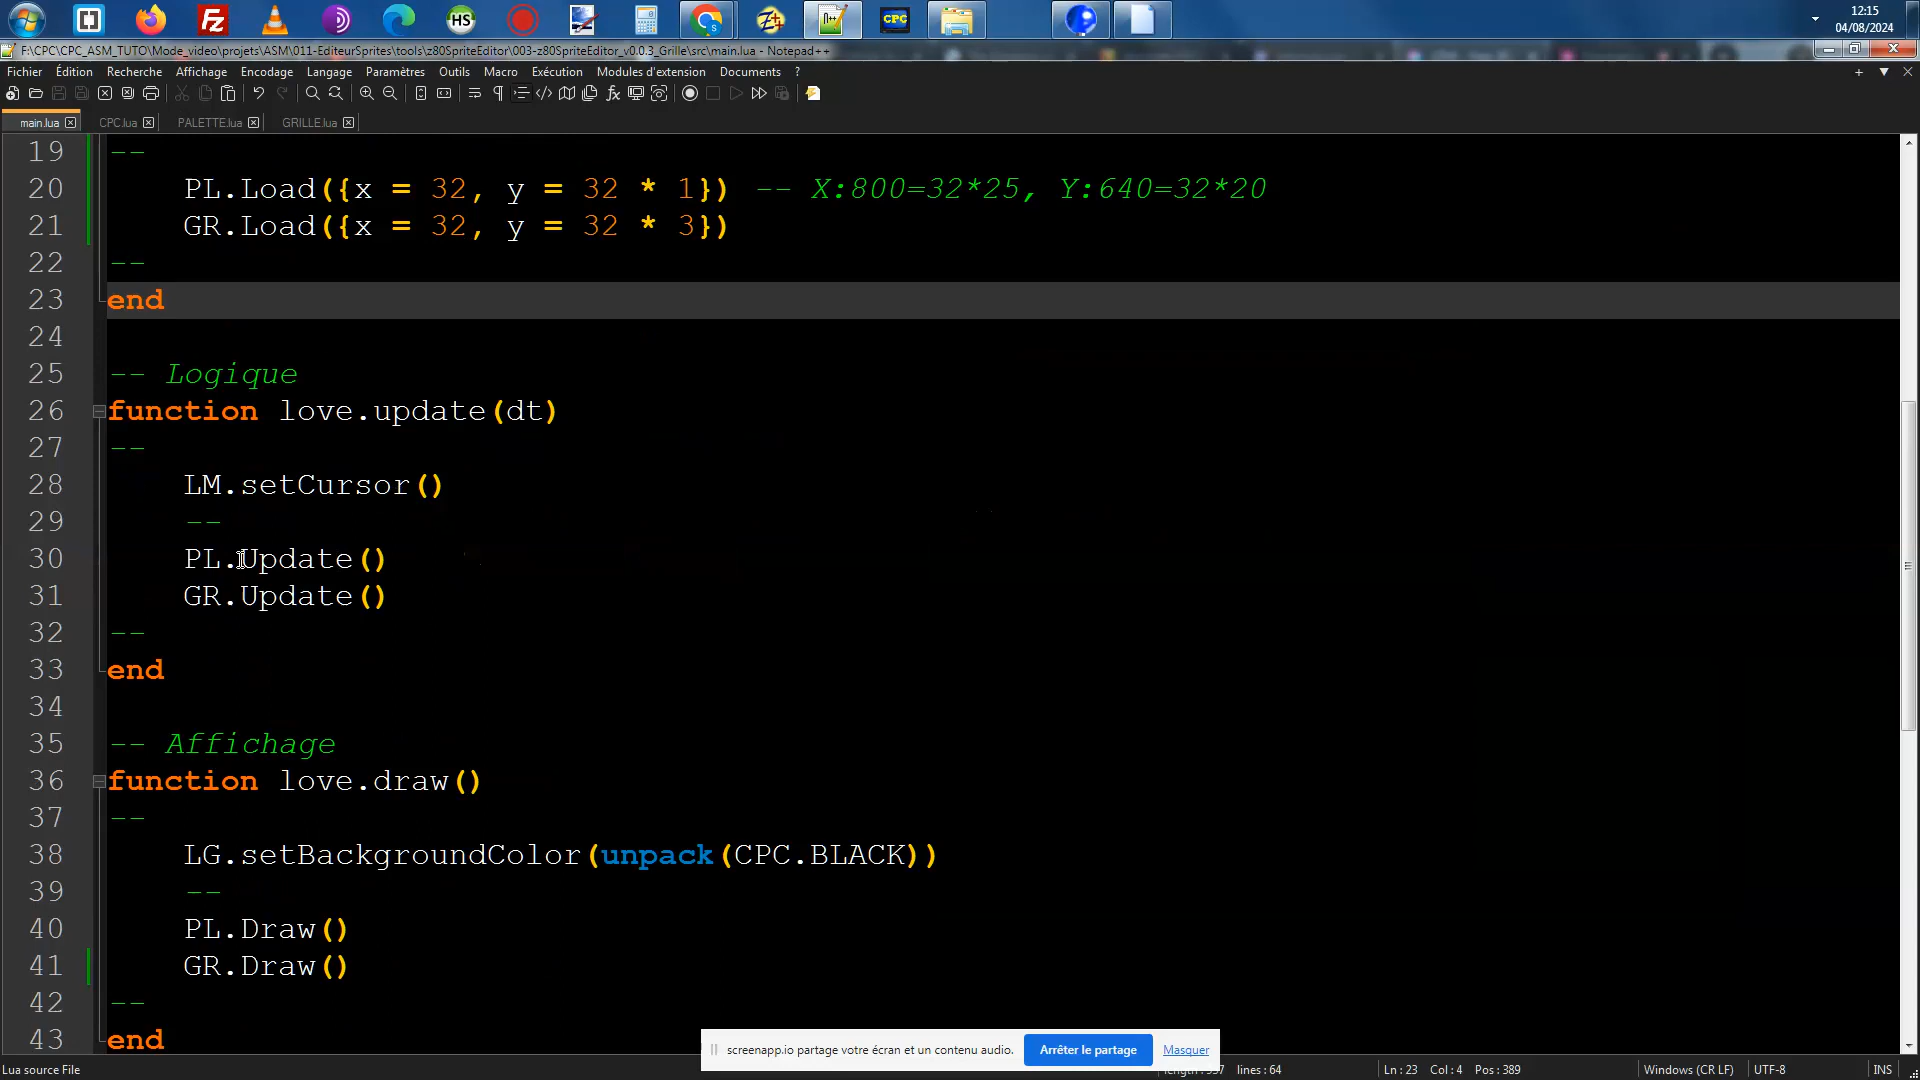 HS
CPC
12:15
04/08/2024
F:\CPC\CPC_ASM_TUTO\Mode_video\projets\ASM\011-EditeurSprites\tools\z80SpriteEditor\003-z80SpriteEditor_v0.0.3_Grille\src\main.lua - Notepad++
Fichier Édition Recherche Affichage Encodage Langage Paramètres Outils Macro Exécution Modules d'extension Documents ?
main.lua CPC.lua PALETTE.lua GRILLE.lua
19 --
20 PL.Load({x = 32, y = 32 * 1}) -- X:800=32*25, Y:640=32*20
21 GR.Load({x = 32, y = 32 * 3})
22 --
23 end
24
25 -- Logique
26 function love.update(dt)
27 --
28 LM.setCursor()
29 --
30 PL.Update()
31 GR.Update()
32 --
33 end
34
35 -- Affichage
36 function love.draw()
37 --
38 LG.setBackgroundColor(unpack(CPC.BLACK))
39 --
40 PL.Draw()
41 GR.Draw()
42 --
43 end
screenapp.io partage votre écran et un contenu audio. Arrêter le partage Masquer
Lua source File lines : 64 Ln : 23 Col : 4 Pos : 389 Windows (CR LF) UTF-8 INS